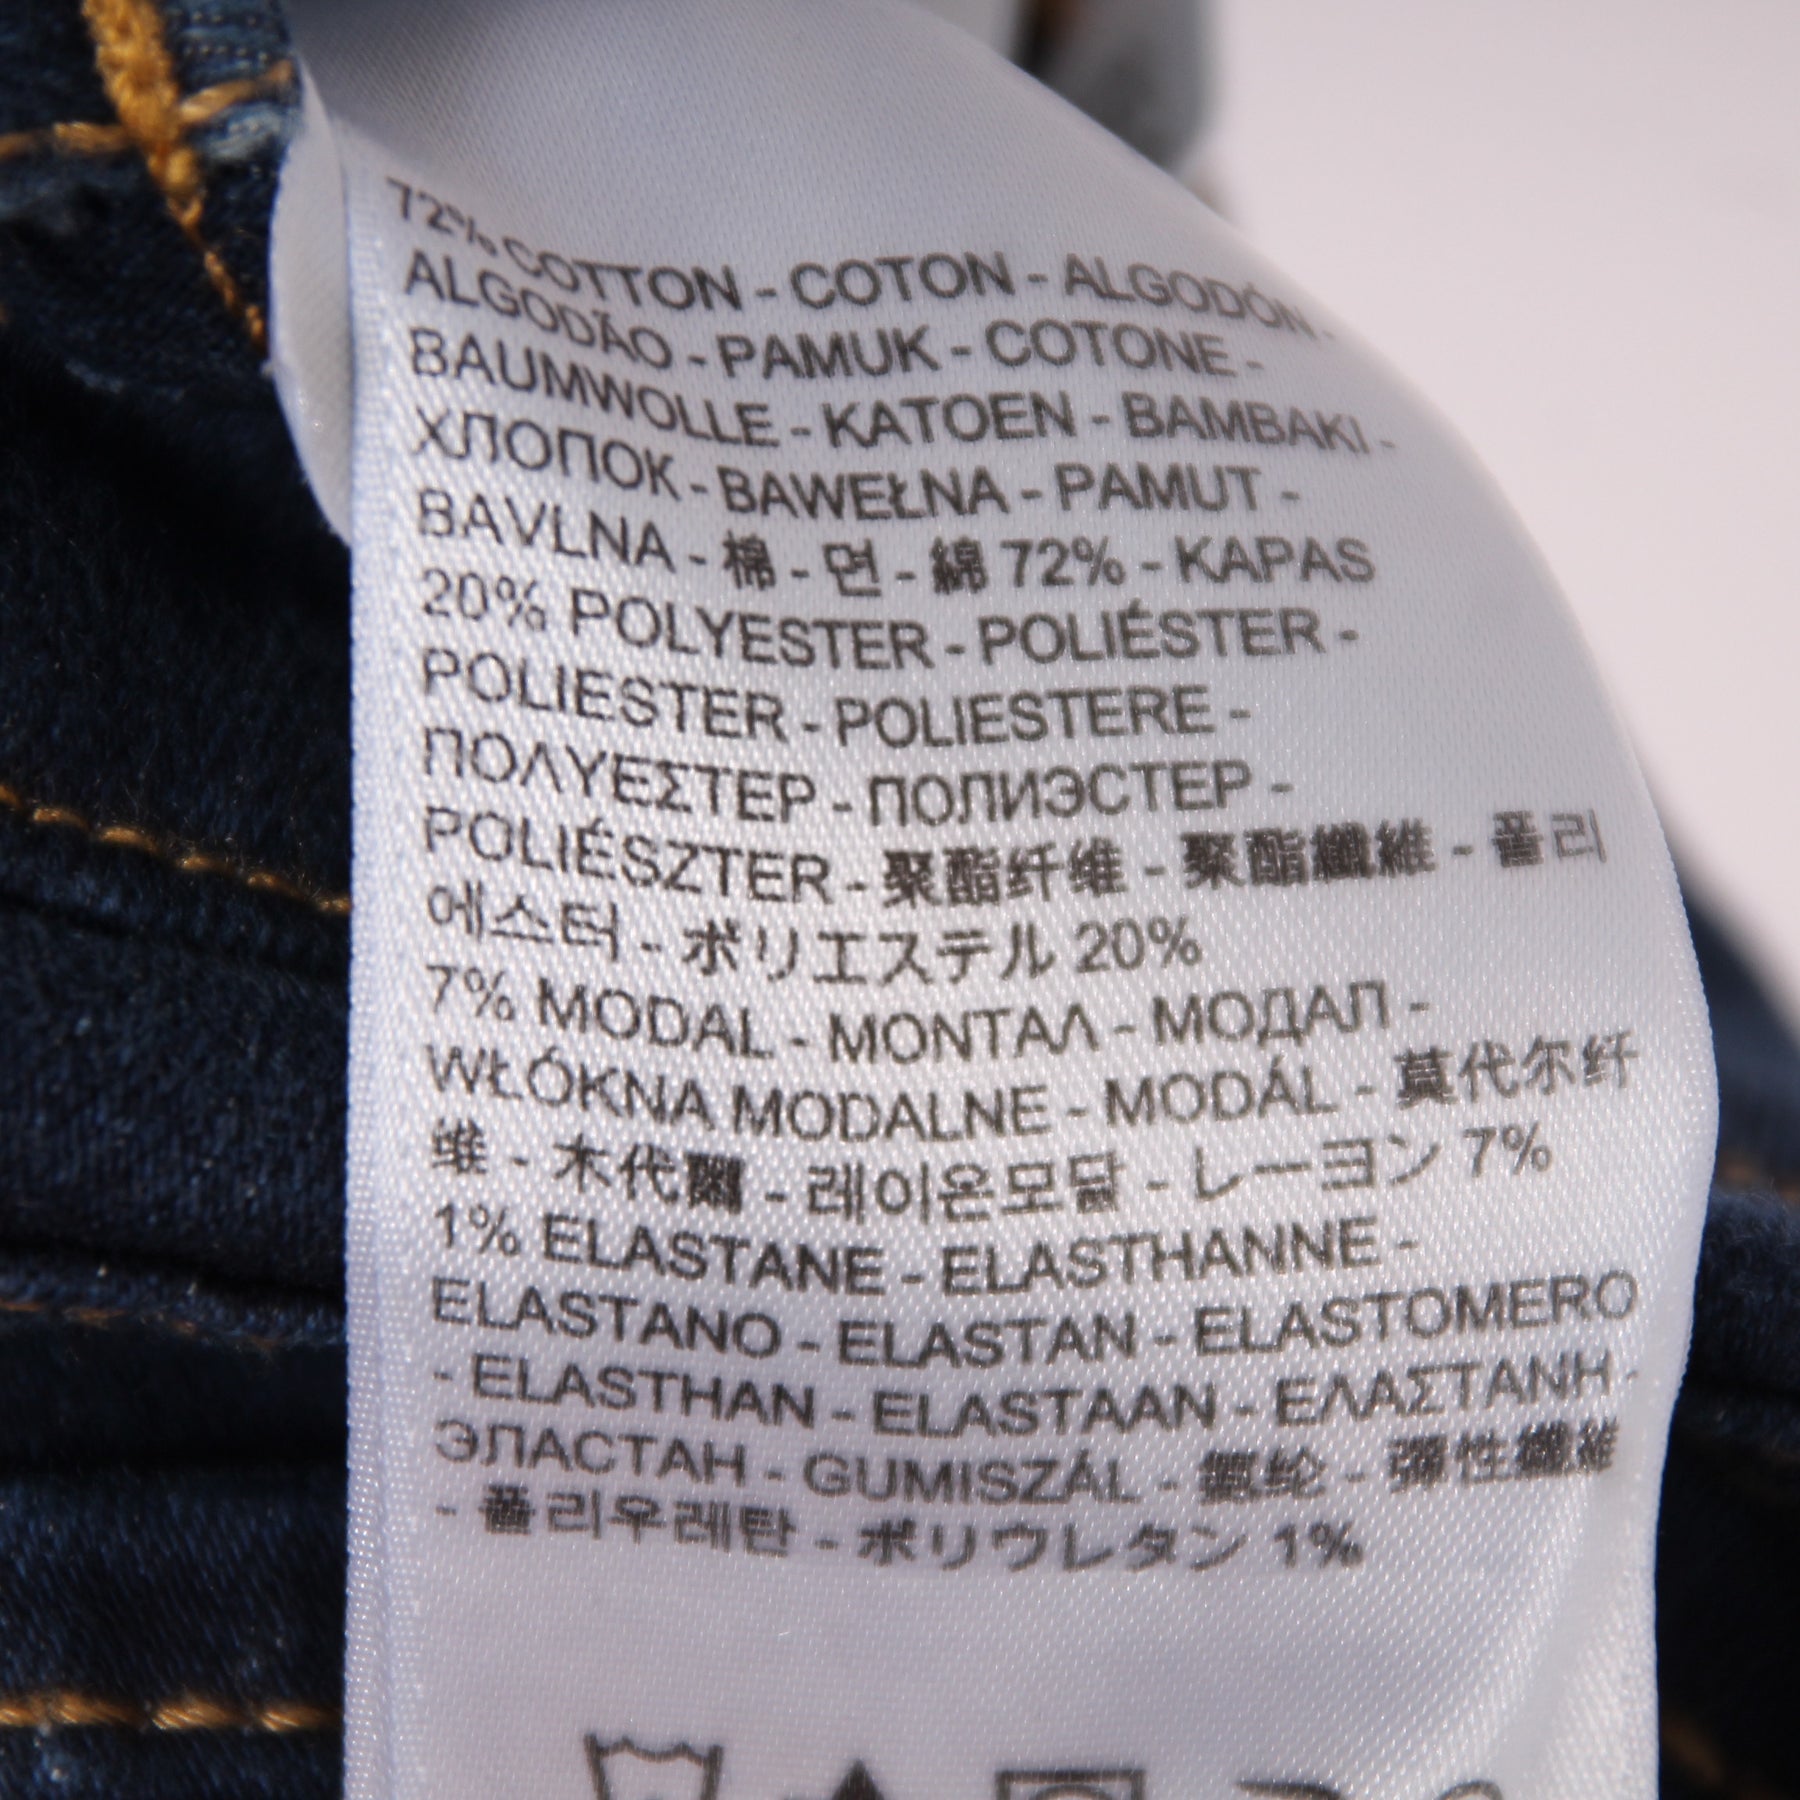 72% COTTON - COTON - ALGODÓN -
ALGODÃO - PAMUK - COTONE -
BAUMWOLLE - KATOEN - BAMBAKI -
ХЛОПОК - BAWEŁNA - PAMUT -
BAVLNA - 棉 - 면 - 綿 72% - KAPAS
20% POLYESTER - POLIÉSTER -
POLIESTER - POLIESTERE -
ΠΟΛΥΕΣΤΕΡ - ПОЛИЭСТЕР -
POLIÉSZTER - 聚酯纤维 - 聚酯纖維 - 폴리
에스터 - ポリエステル 20%
7% MODAL - ΜΟΝΤΑΛ - МОДАЛ -
WŁÓKNA MODALNE - MODÁL - 莫代尔纤
维 - 木代爾 - 레이온모달 - レーヨン 7%
1% ELASTANE - ELASTHANNE -
ELASTANO - ELASTAN - ELASTOMERO
- ELASTHAN - ELASTAAN - ΕΛΑΣΤΑΝΗ -
ЭЛАСТАН - GUMISZÁL - 氨纶 - 彈性纖維
- 폴리우레탄 - ポリウレタン 1%